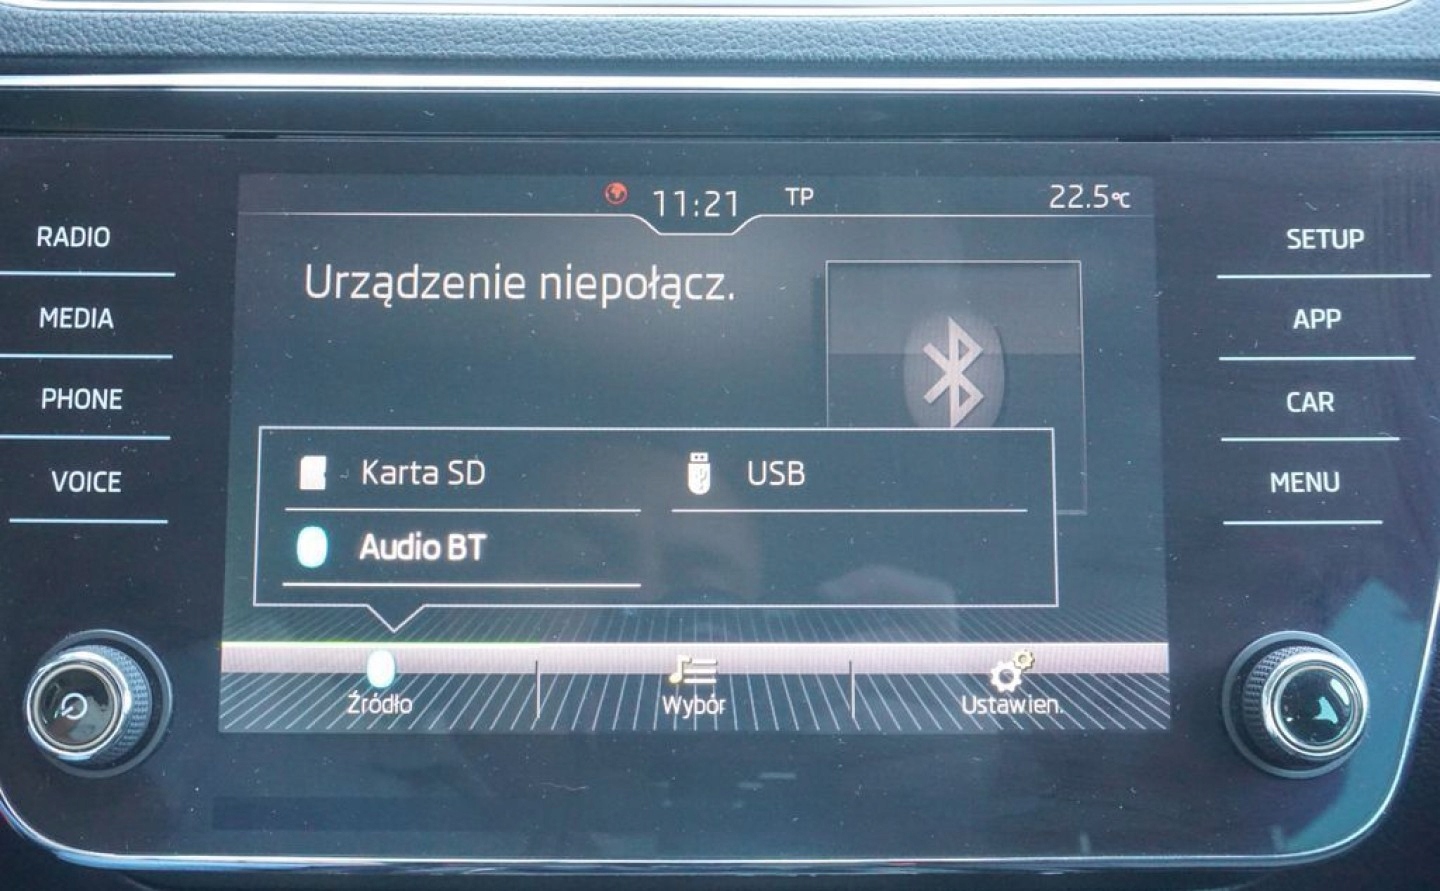 11:21 TP 22.5°C
RADIO
MEDIA
PHONE
VOICE
Urządzenie niepołącz.
Karta SD USB
Audio BT
Źródło Wybór Ustawien.
SETUP
APP
CAR
MENU